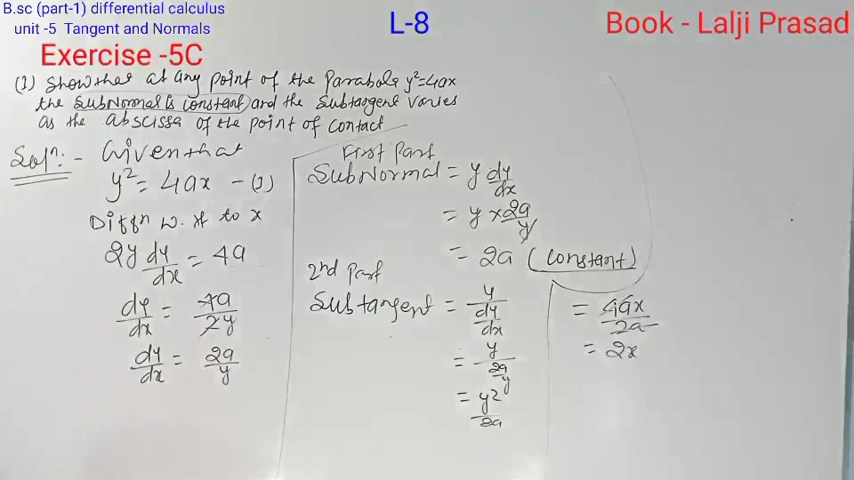 B.sc (part-1) differential calculus
unit -5 Tangent and Normals
L-8
Book - Lalji Prasad
Exercise -5C
(1) Show that at any point of the Parabola y²=4ax
the SubNormal is constant and the Subtangent varies
as the abscissa of the point of contact
Solⁿ:- Given that
y² = 4ax - (1)
Diffn w.r to x
2y dy/dx = 4a
dy/dx = 4a/2y
dy/dx = 2a/y
First Part
SubNormal = y dy/dx
= y × 2a/y
= 2a (constant)
2nd Part
Subtangent = y/(dy/dx)
= y/(2a/y)
= y²/2a
= 4ax/2a
= 2x